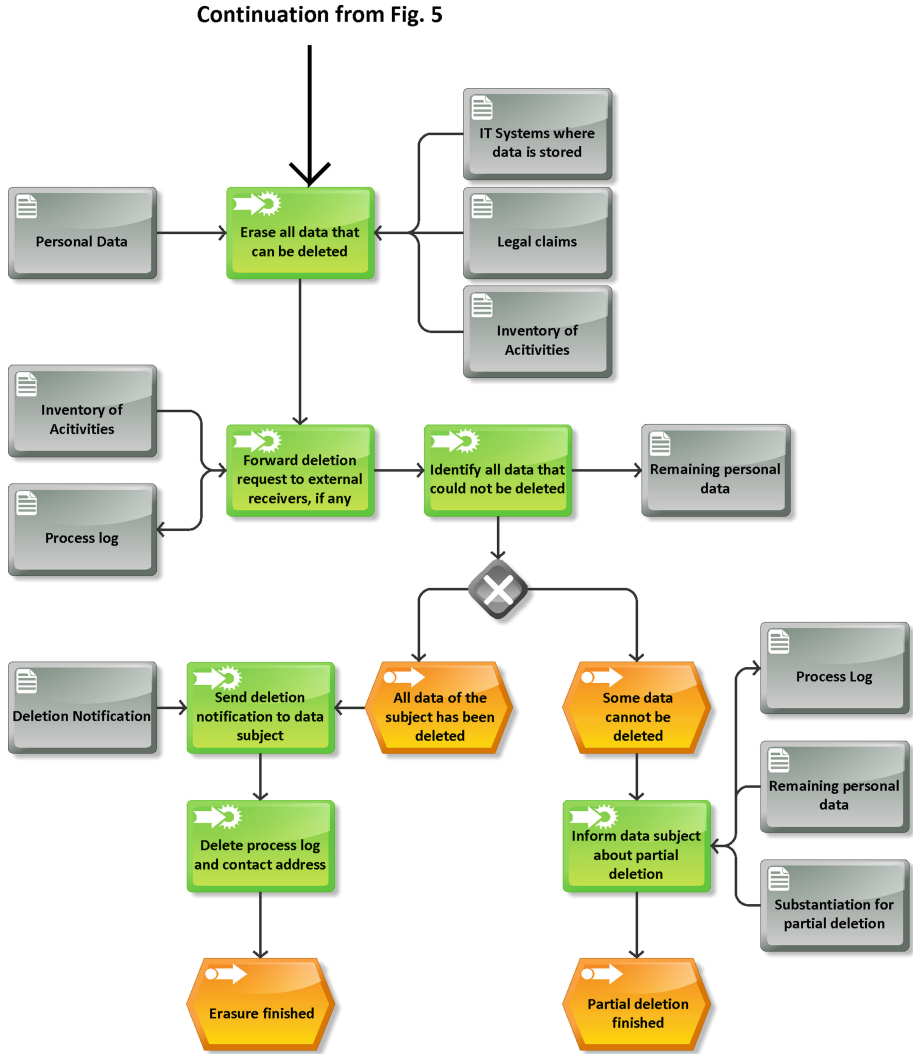 Continuation from Fig. 5
IT Systems where
data is stored
Personal Data
Erase all data that
can be deleted
Legal claims
Inventory of
Acitivities
Inventory of
Acitivities
Forward deletion
request to external
receivers, if any
Identify all data that
could not be deleted
Remaining personal
data
Process log
Process Log
Deletion Notification
Send deletion
notification to data
subject
All data of the
subject has been
deleted
Some data
cannot be
deleted
Remaining personal
data
Delete process log
and contact address
Inform data subject
about partial
deletion
Substantiation for
partial deletion
Erasure finished
Partial deletion
finished